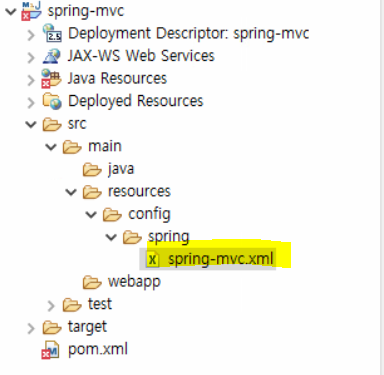 spring-mvc
Deployment Descriptor: spring-mvc
JAX-WS Web Services
Java Resources
Deployed Resources
src
main
java
resources
config
spring
spring-mvc.xml
webapp
test
target
pom.xml